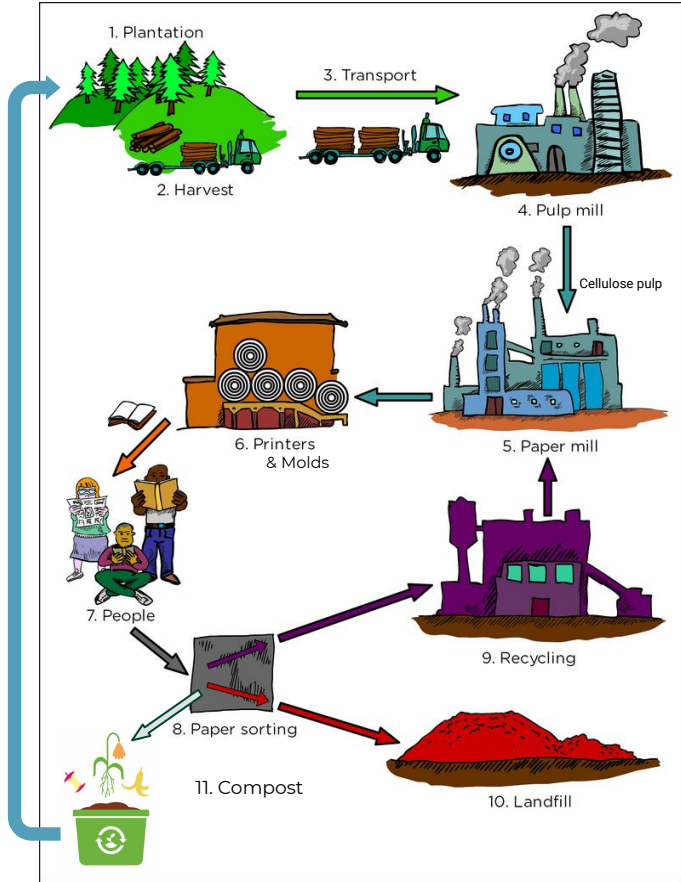 1. Plantation
3. Transport
2. Harvest
4. Pulp mill
Cellulose pulp
6. Printers
& Molds
5. Paper mill
7. People
9. Recycling
8. Paper sorting
11. Compost
10. Landfill